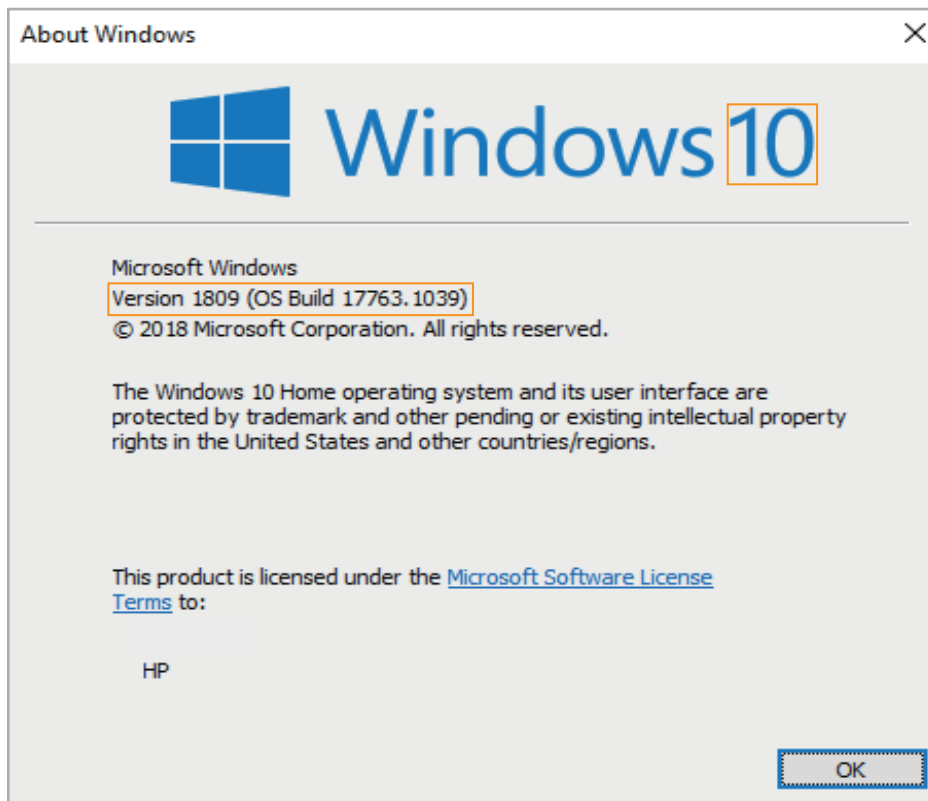 About Windows
Windows 10
Microsoft Windows
Version 1809 (OS Build 17763.1039)
© 2018 Microsoft Corporation. All rights reserved.
The Windows 10 Home operating system and its user interface are
protected by trademark and other pending or existing intellectual property
rights in the United States and other countries/regions.
This product is licensed under the Microsoft Software License
Terms to:
HP
OK